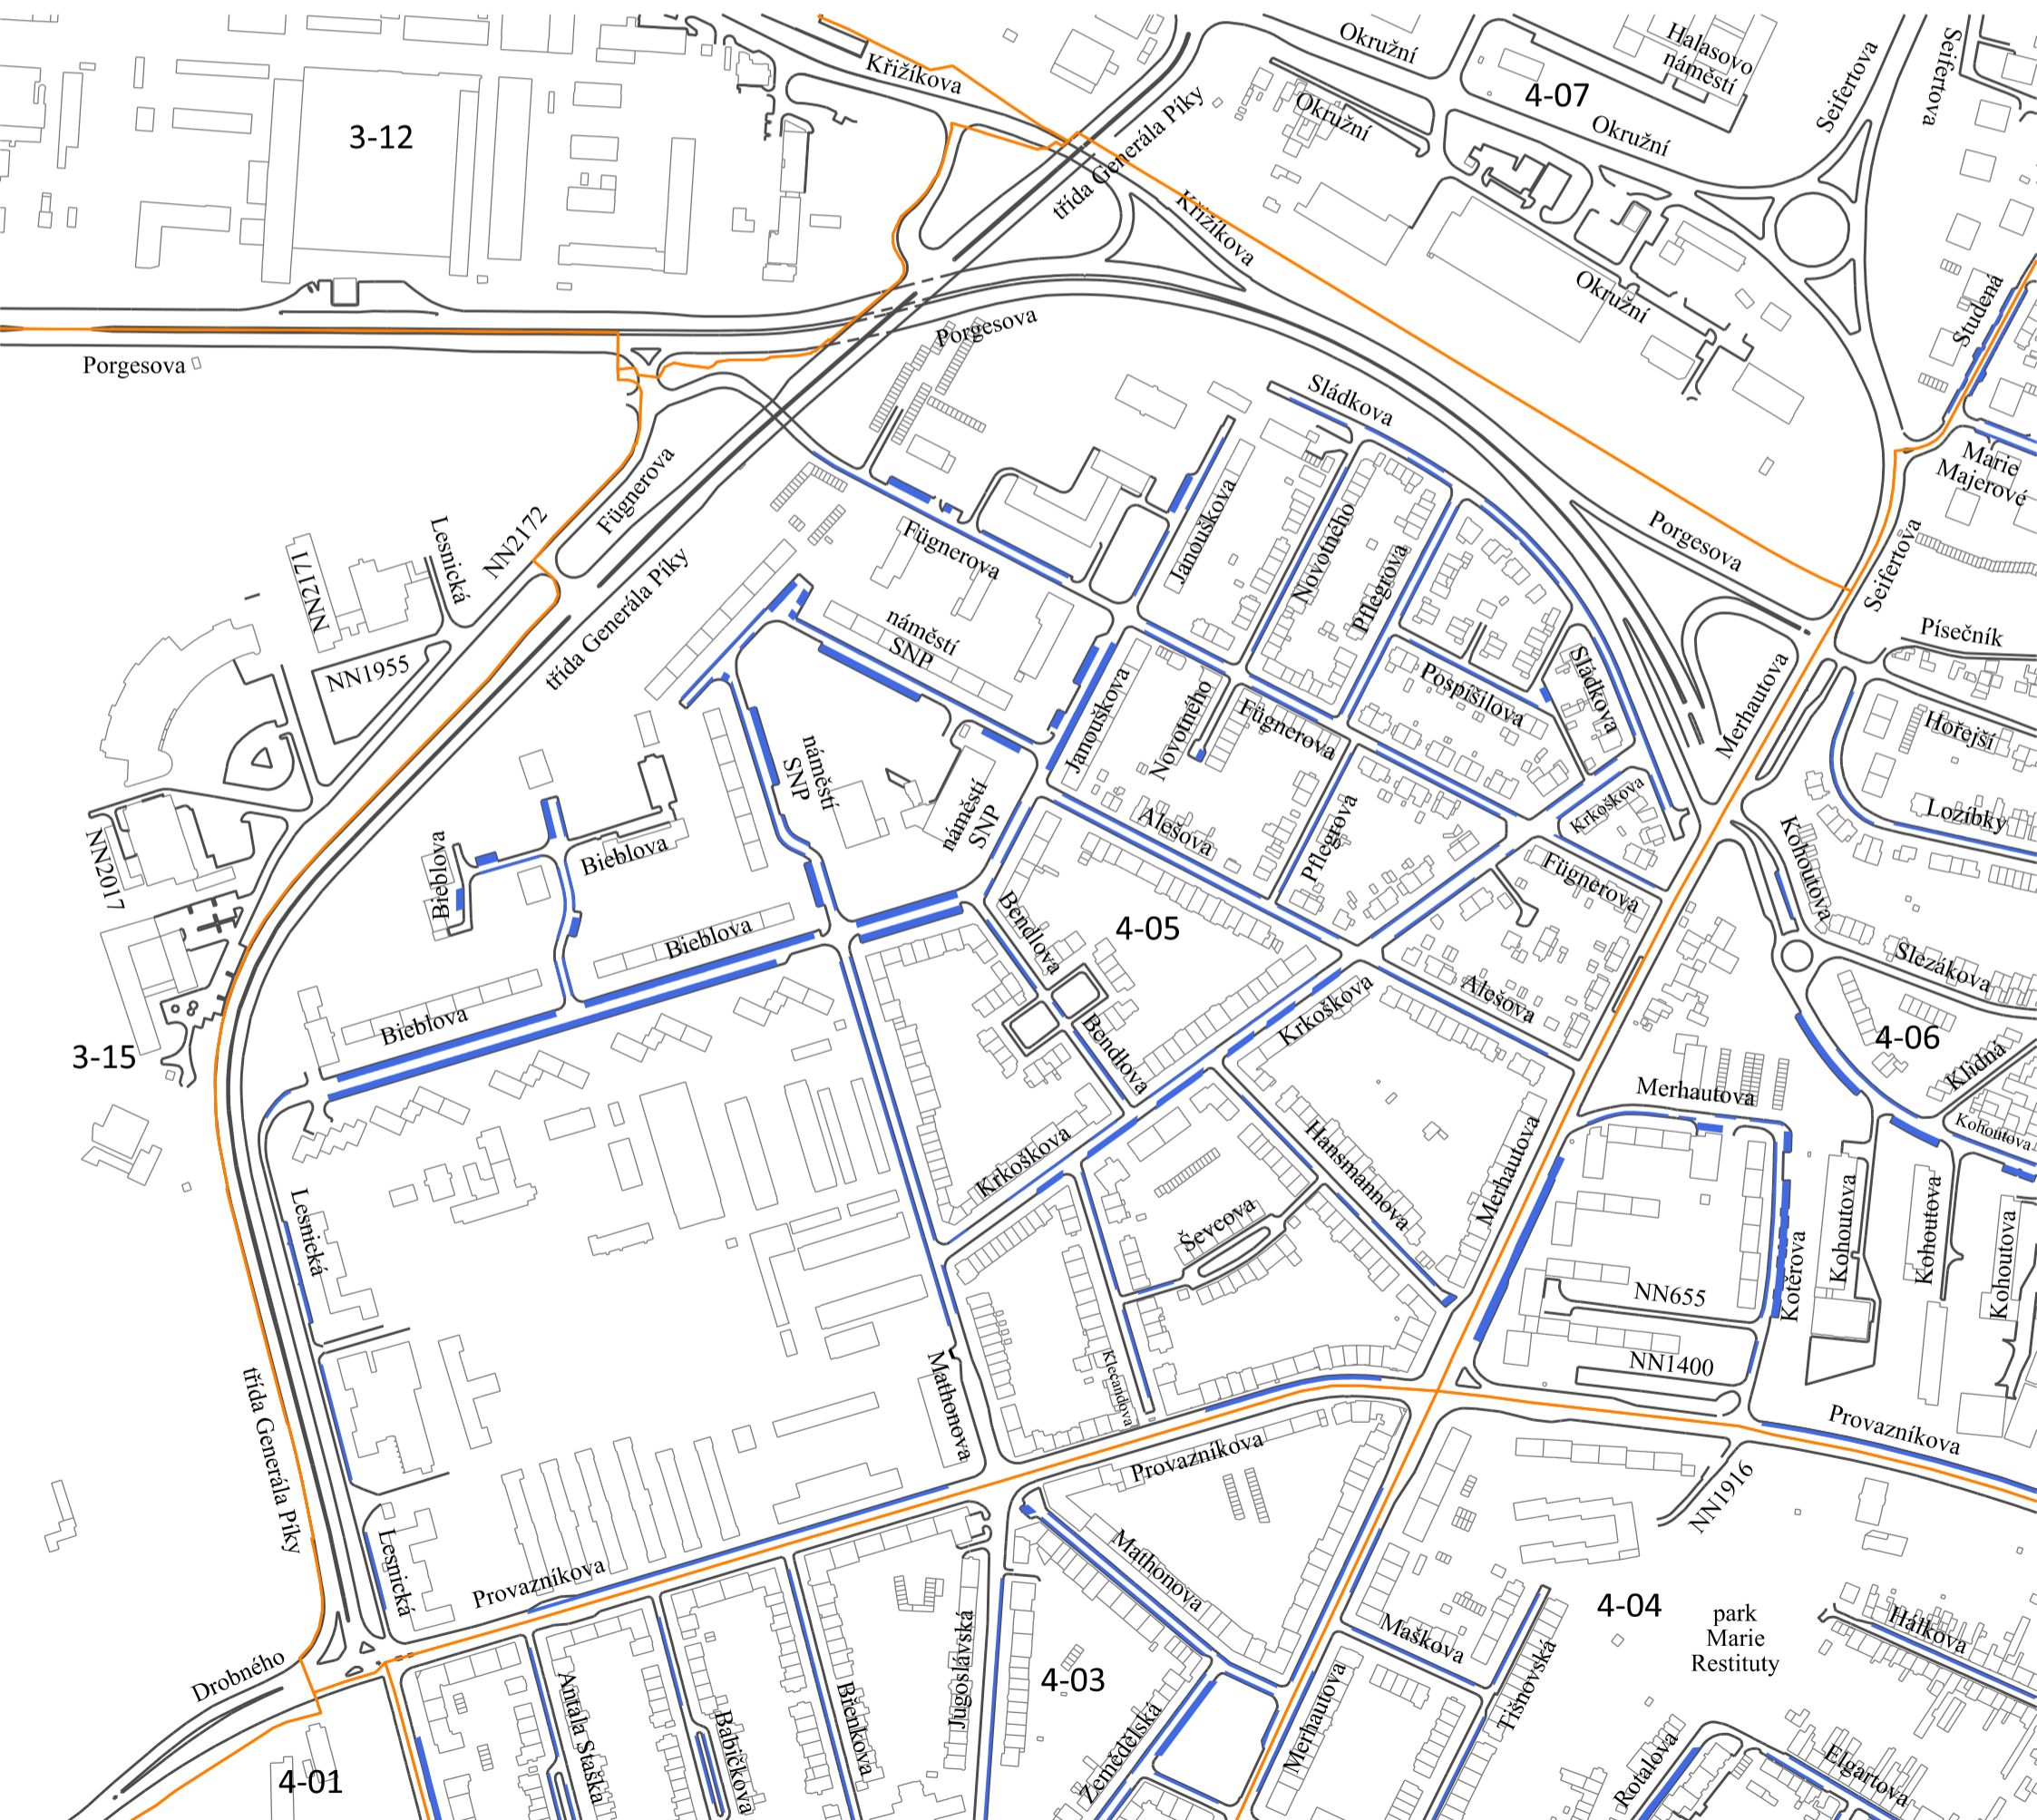 Křižíkova
Okružní
Halasovo
náměstí
Seifertova
Seifertova
4-07
3-12
třída Generála Píky
Okružní
Okružní
Křižíkova
Okružní
Studená
Porgesova
Porgesova
Sládkova
Marie
Majerové
Fügnerova
Lesnická
NN2172
Fügnerova
Janouškova
Novotného
Pflegrova
Porgesova
Seifertova
NN2171
třída Generála Píky
náměstí
SNP
Písečník
NN1955
Janouškova
Novotného
Fügnerova
Pospíšilova
Sládkova
Merhautova
Hořejší
náměstí
SNP
náměstí
SNP
Alešova
Pflegrova
Krkoškova
Lozíbky
NN2017
Bieblova
Bieblova
Fügnerova
Kohoutova
Bieblova
Bendlova
4-05
Slezákova
Bieblova
Krkoškova
Alešova
3-15
Bendlova
4-06
Klidná
Merhautova
Kohoutova
Krkoškova
Hansmannova
Merhautova
Lesnická
Ševcova
Kotěrova
Kohoutova
Kohoutova
Kohoutova
NN655
NN1400
Klečandova
Mathonova
třída Generála Píky
Provazníkova
Provazníkova
NN1916
Lesnická
Provazníkova
Mathonova
4-04
park
Marie
Restituty
Hálkova
Maškova
Drobného
Antala Staška
Babičkova
Břenkova
Jugoslávská
4-03
Zemědělská
Merhautova
Tišnovská
Rotalova
Elgartova
4-01